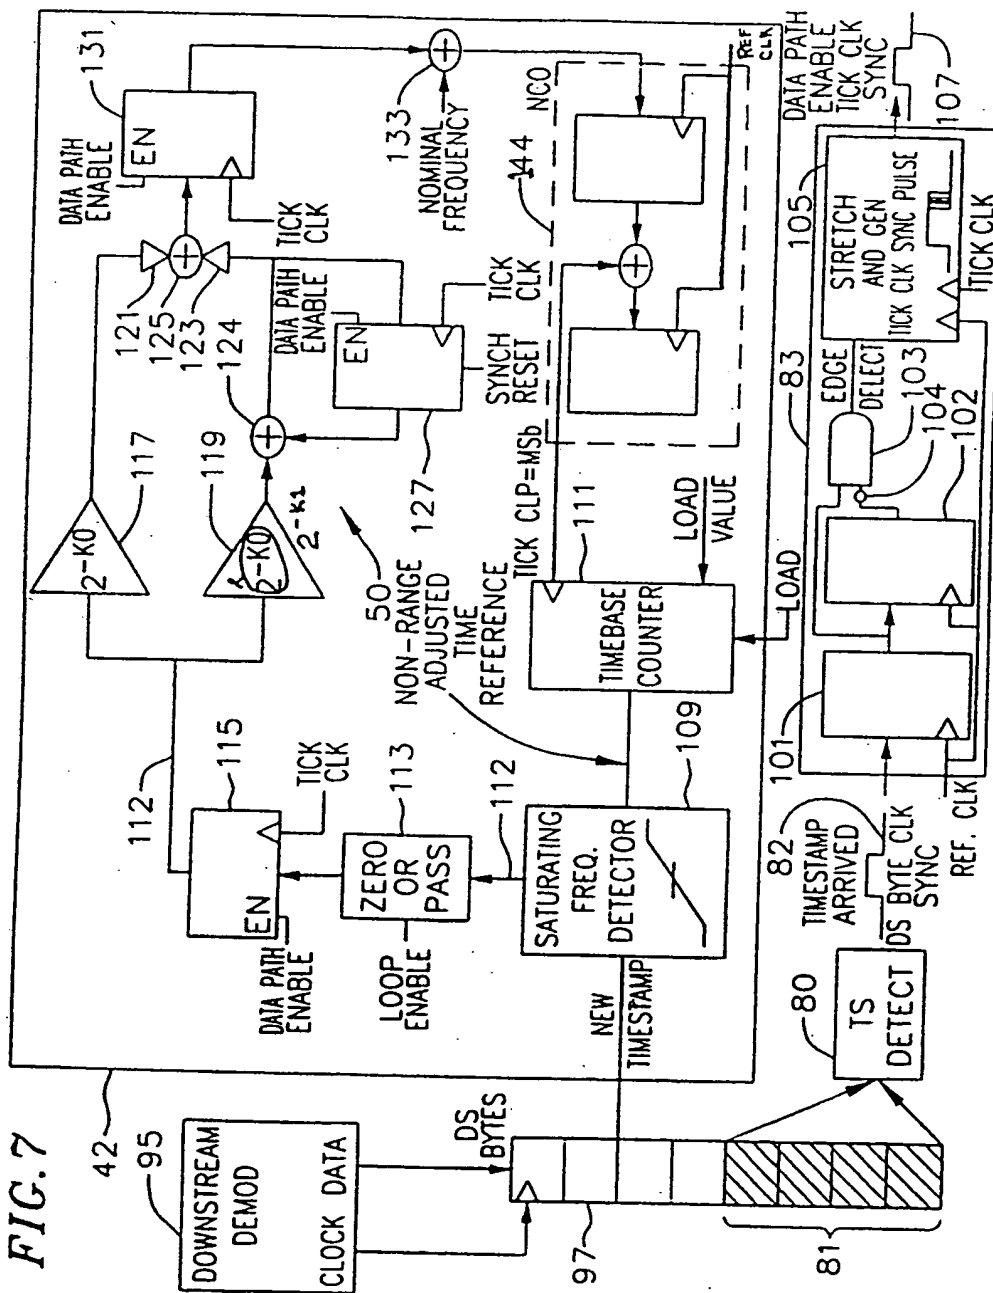 FIG.7
42
95
DOWNSTREAM
DEMOD
CLOCK DATA
DS
BYTES
97
81
NEW
TIMESTAMP
SATURATING
FREQ.
DETECTOR
109
112
ZERO
OR
PASS
113
LOOP
ENABLE
EN
115
DATA PATH
ENABLE
TICK
CLK
112
2-K0
117
2-K0
2-K1
119
50
NON-RANGE
ADJUSTED
TIME
REFERENCE
TIMEBASE
COUNTER
111
TICK CLP=MSb
LOAD
VALUE
LOAD
121
125
123
124
DATA PATH
ENABLE
EN
TICK
CLK
SYNCH
RESET
127
DATA PATH
ENABLE
EN
131
TICK
CLK
133
NOMINAL
FREQUENCY
144
NCO
REF
CLK
80
TS
DETECT
TIMESTAMP
ARRIVED
82
DS BYTE CLK
SYNC
REF. CLK
101
102
104
103
EDGE
DELECT
83
105
STRETCH
AND GEN
TICK CLK SYNC PULSE
TICK CLK
DATA PATH
ENABLE
TICK CLK
SYNC
107